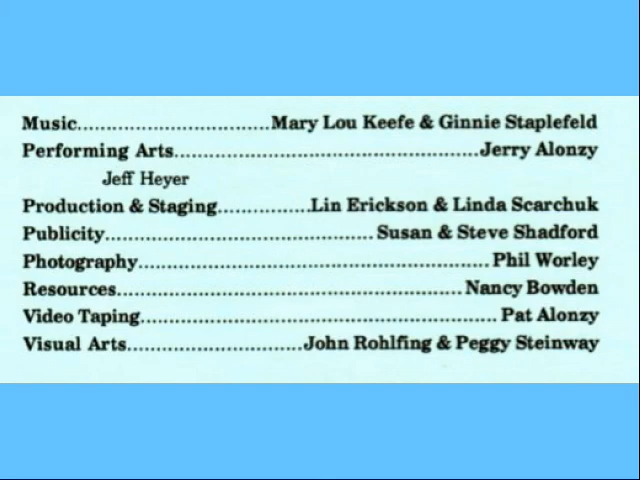 Music................................Mary Lou Keefe & Ginnie Staplefeld
Performing Arts...................................................Jerry Alonzy
Jeff Heyer
Production & Staging...............Lin Erickson & Linda Scarchuk
Publicity............................................. Susan & Steve Shadford
Photography.......................................................... Phil Worley
Resources.......................................................... Nancy Bowden
Video Taping............................................................ Pat Alonzy
Visual Arts.............................John Rohlfing & Peggy Steinway